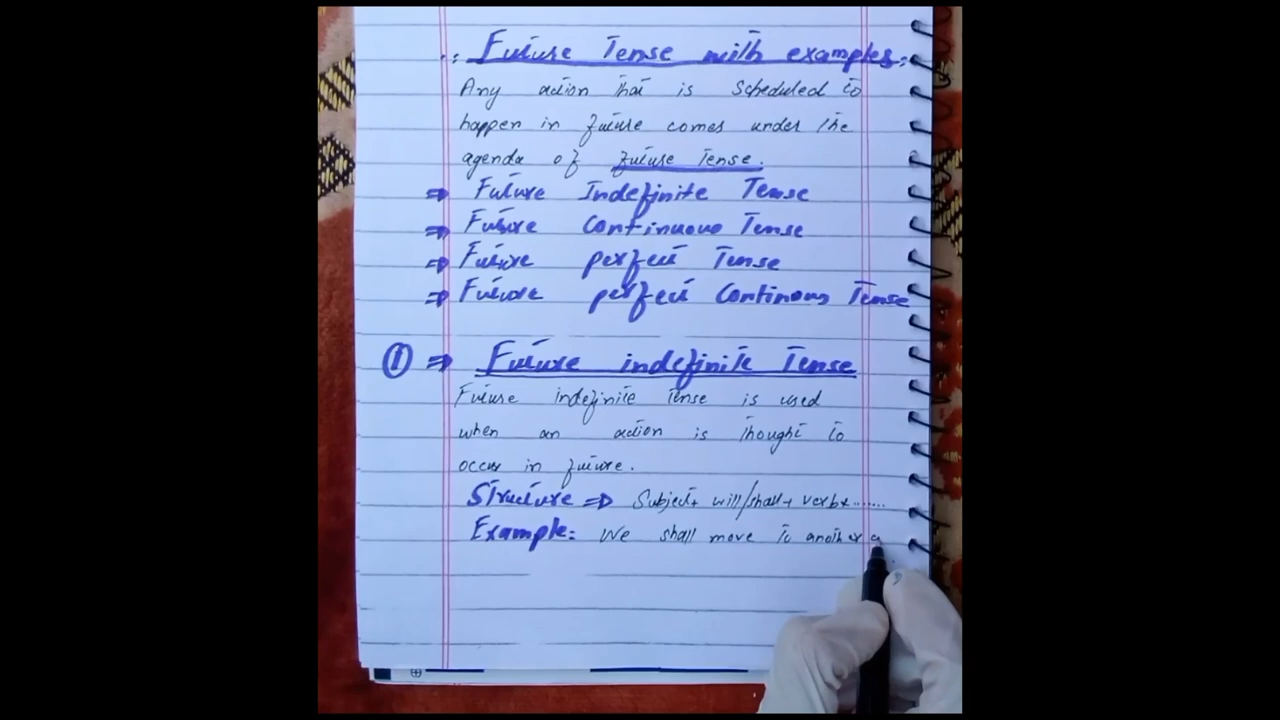 Future Tense with examples:
Any action that is scheduled to
happen in future comes under the
agenda of future tense.
⇒ Future Indefinite Tense
⇒ Future Continuous Tense
⇒ Future perfect Tense
⇒ Future perfect Continous Tense
① ⇒ Future indefinite Tense
Future indefinite tense is used
when an action is thought to
occur in future.
Structure ⇒ Subject+ will/shall+ verb+.......
Example: We shall move to another